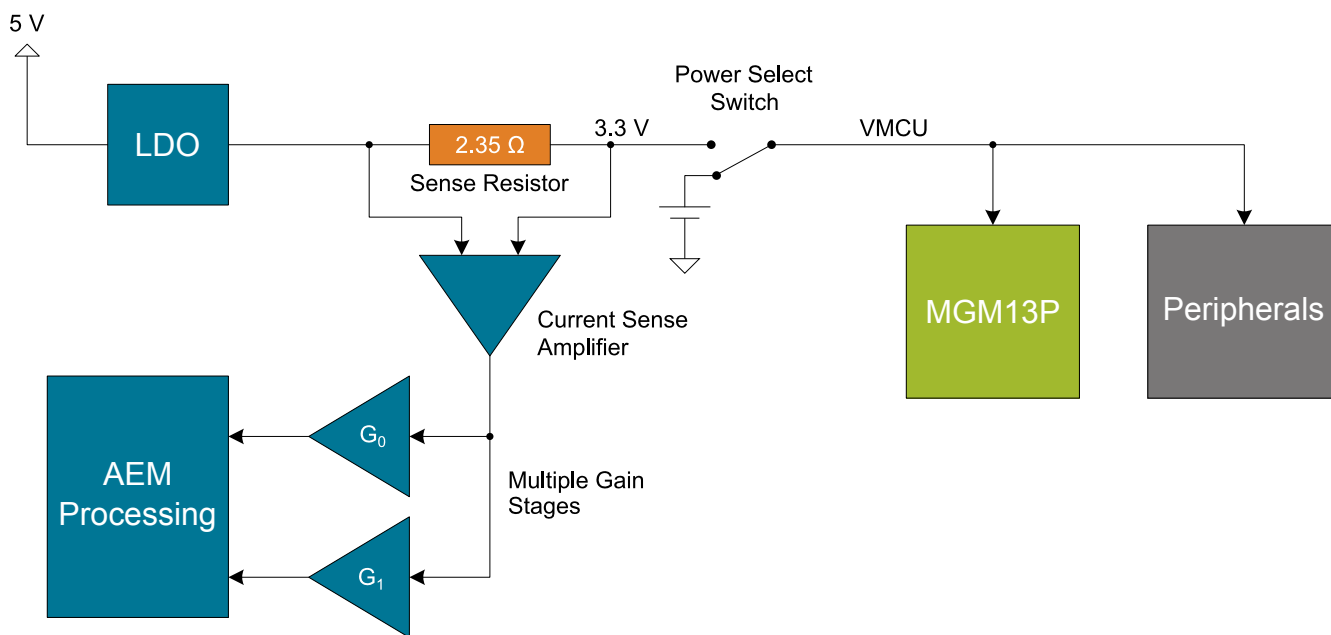 5 V
LDO
2.35 Ω
Sense Resistor
3.3 V
Power Select
Switch
VMCU
MGM13P
Peripherals
Current Sense
Amplifier
AEM
Processing
G₀
G₁
Multiple Gain
Stages